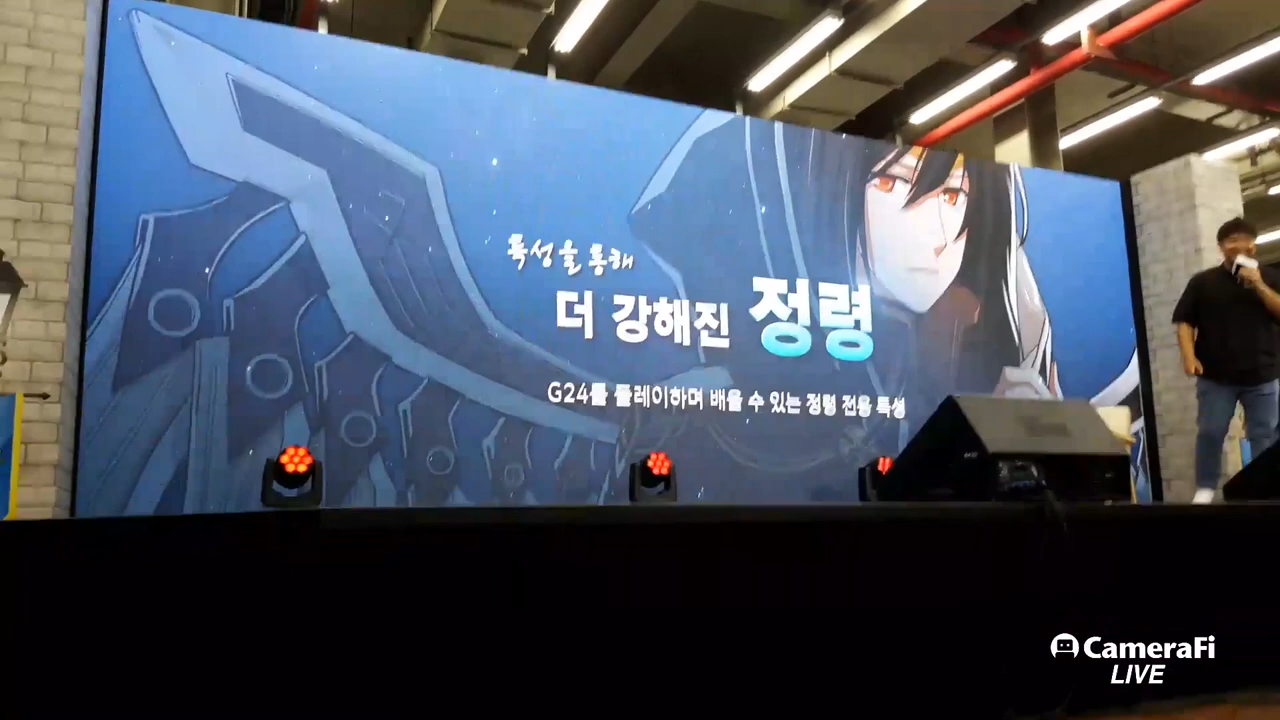 특성을 통해
더 강해진 정령
G24를 플레이하며 배울 수 있는 정령 전용 특성
CameraFi
LIVE